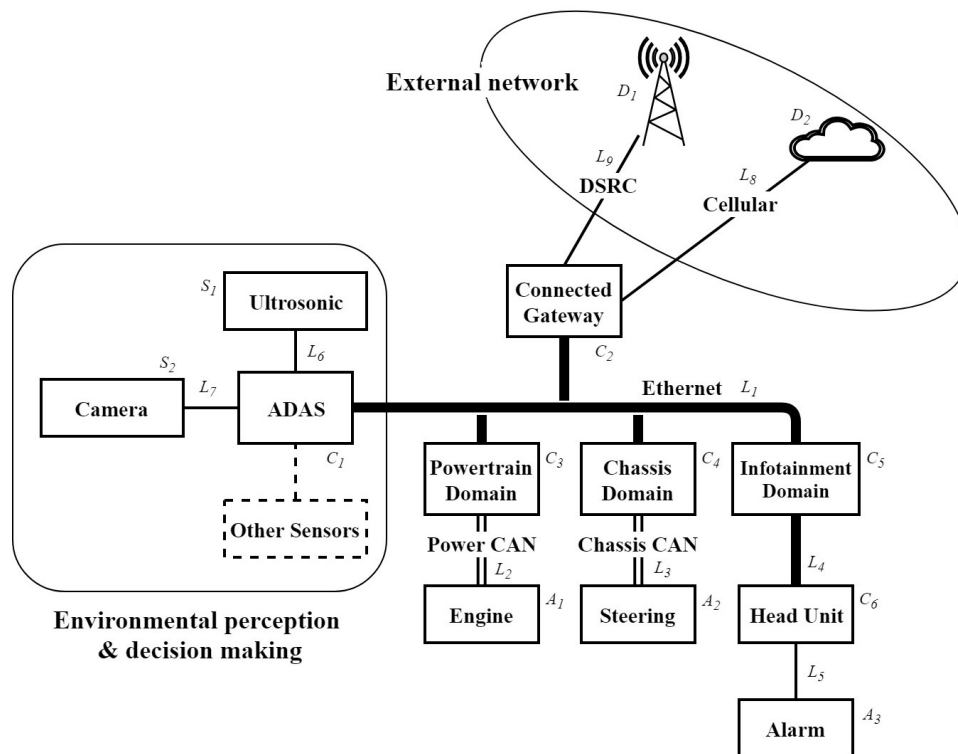 External network
D1
D2
L9
DSRC
L8
Cellular
S1
Ultrosonic
Connected
Gateway
C2
S2
L6
L7
Camera
ADAS
C1
Ethernet
L1
Other Sensors
Powertrain
Domain
C3
Chassis
Domain
C4
Infotainment
Domain
C5
Power CAN
L2
Chassis CAN
L3
L4
Engine
A1
Steering
A2
Head Unit
C6
Environmental perception
& decision making
L5
Alarm
A3